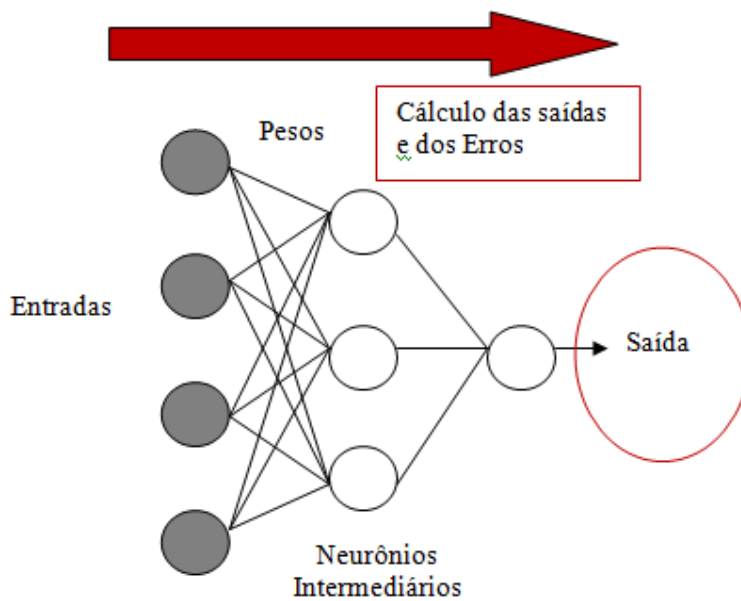 Cálculo das saídas
e dos Erros
Pesos
Entradas
Saída
Neurônios
Intermediários